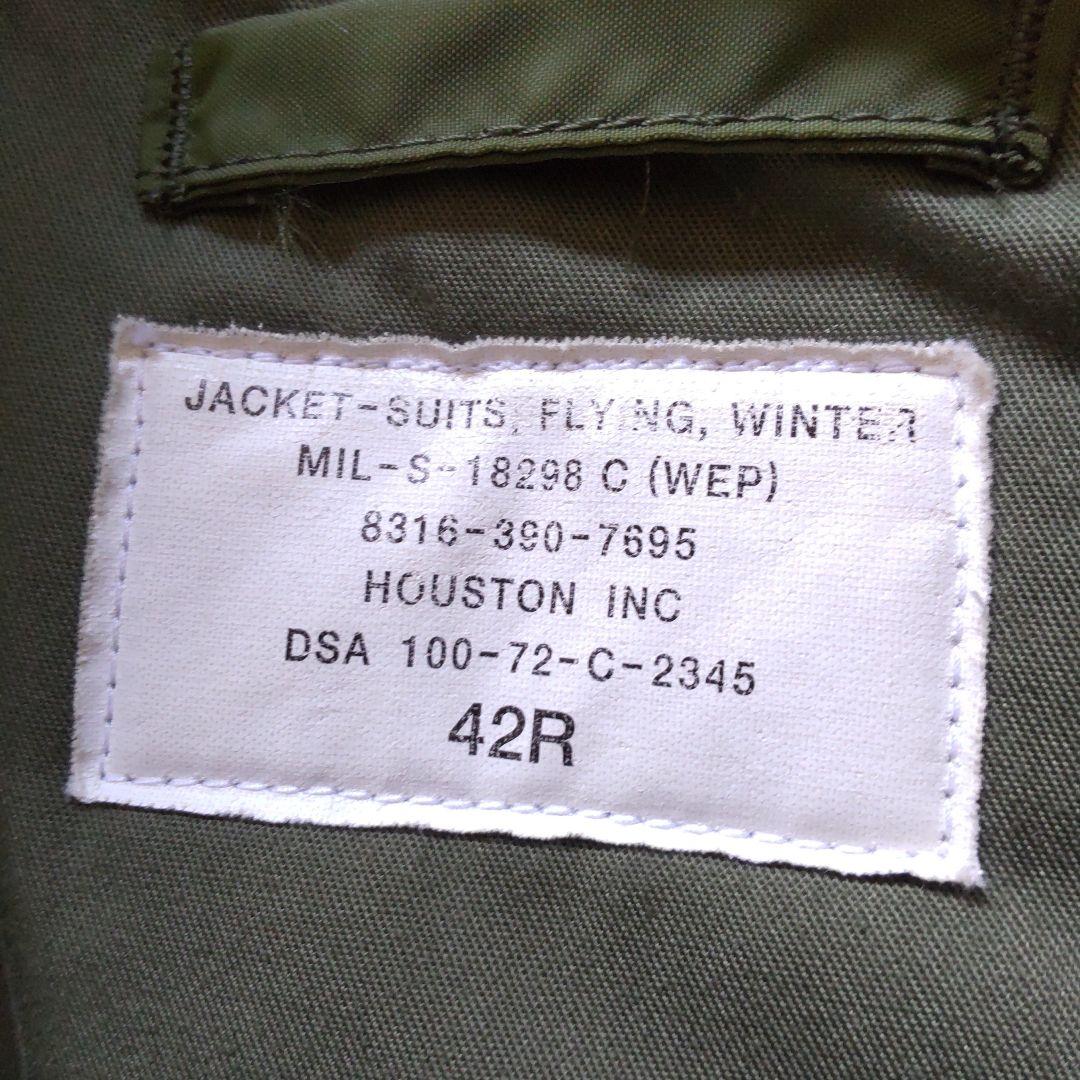 JACKET-SUITS, FLYING, WINTER
MIL-S-18298 C (WEP)
8316-390-7695
HOUSTON INC
DSA 100-72-C-2345
42R